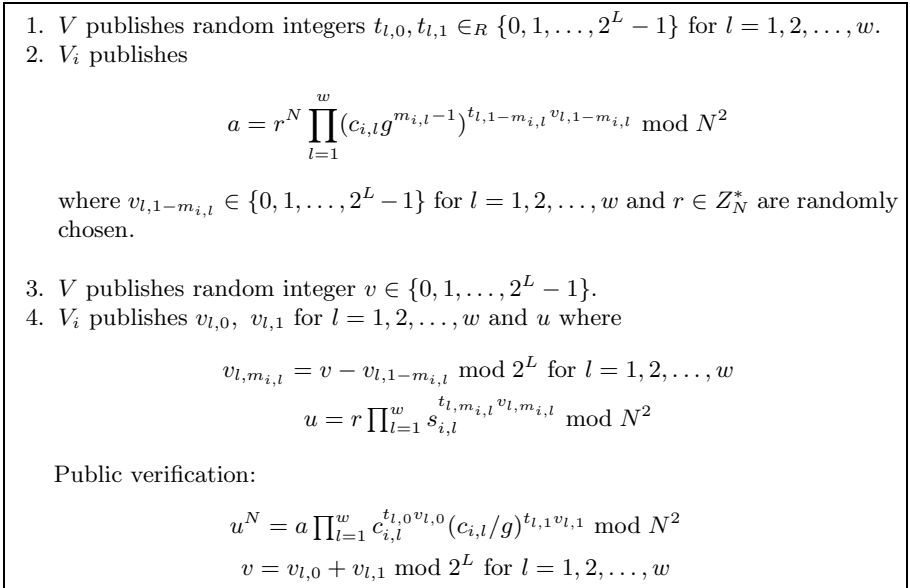 1. V publishes random integers t_{l,0}, t_{l,1} ∈_R {0, 1, . . . , 2^L − 1} for l = 1, 2, . . . , w.
2. V_i publishes
a = r^N ∏_{l=1}^{w} (c_{i,l} g^{m_{i,l}−1})^{t_{l,1−m_{i,l}} v_{l,1−m_{i,l}}} mod N^2
where v_{l,1−m_{i,l}} ∈ {0, 1, . . . , 2^L − 1} for l = 1, 2, . . . , w and r ∈ Z_N^* are randomly
chosen.
3. V publishes random integer v ∈ {0, 1, . . . , 2^L − 1}.
4. V_i publishes v_{l,0}, v_{l,1} for l = 1, 2, . . . , w and u where
v_{l,m_{i,l}} = v − v_{l,1−m_{i,l}} mod 2^L for l = 1, 2, . . . , w
u = r ∏_{l=1}^{w} s_{i,l}^{t_{l,m_{i,l}} v_{l,m_{i,l}}} mod N^2
Public verification:
u^N = a ∏_{l=1}^{w} c_{i,l}^{t_{l,0} v_{l,0}} (c_{i,l}/g)^{t_{l,1} v_{l,1}} mod N^2
v = v_{l,0} + v_{l,1} mod 2^L for l = 1, 2, . . . , w